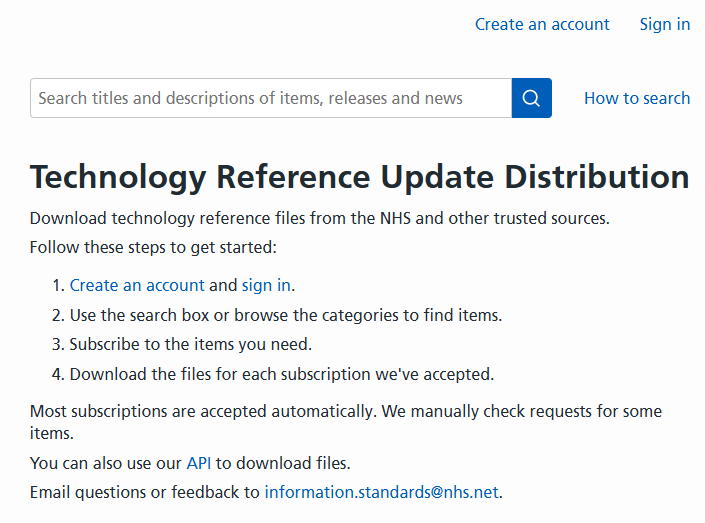 Create an account Sign in
Search titles and descriptions of items, releases and news How to search
Technology Reference Update Distribution
Download technology reference files from the NHS and other trusted sources.
Follow these steps to get started:
1. Create an account and sign in.
2. Use the search box or browse the categories to find items.
3. Subscribe to the items you need.
4. Download the files for each subscription we've accepted.
Most subscriptions are accepted automatically. We manually check requests for some
items.
You can also use our API to download files.
Email questions or feedback to information.standards@nhs.net.